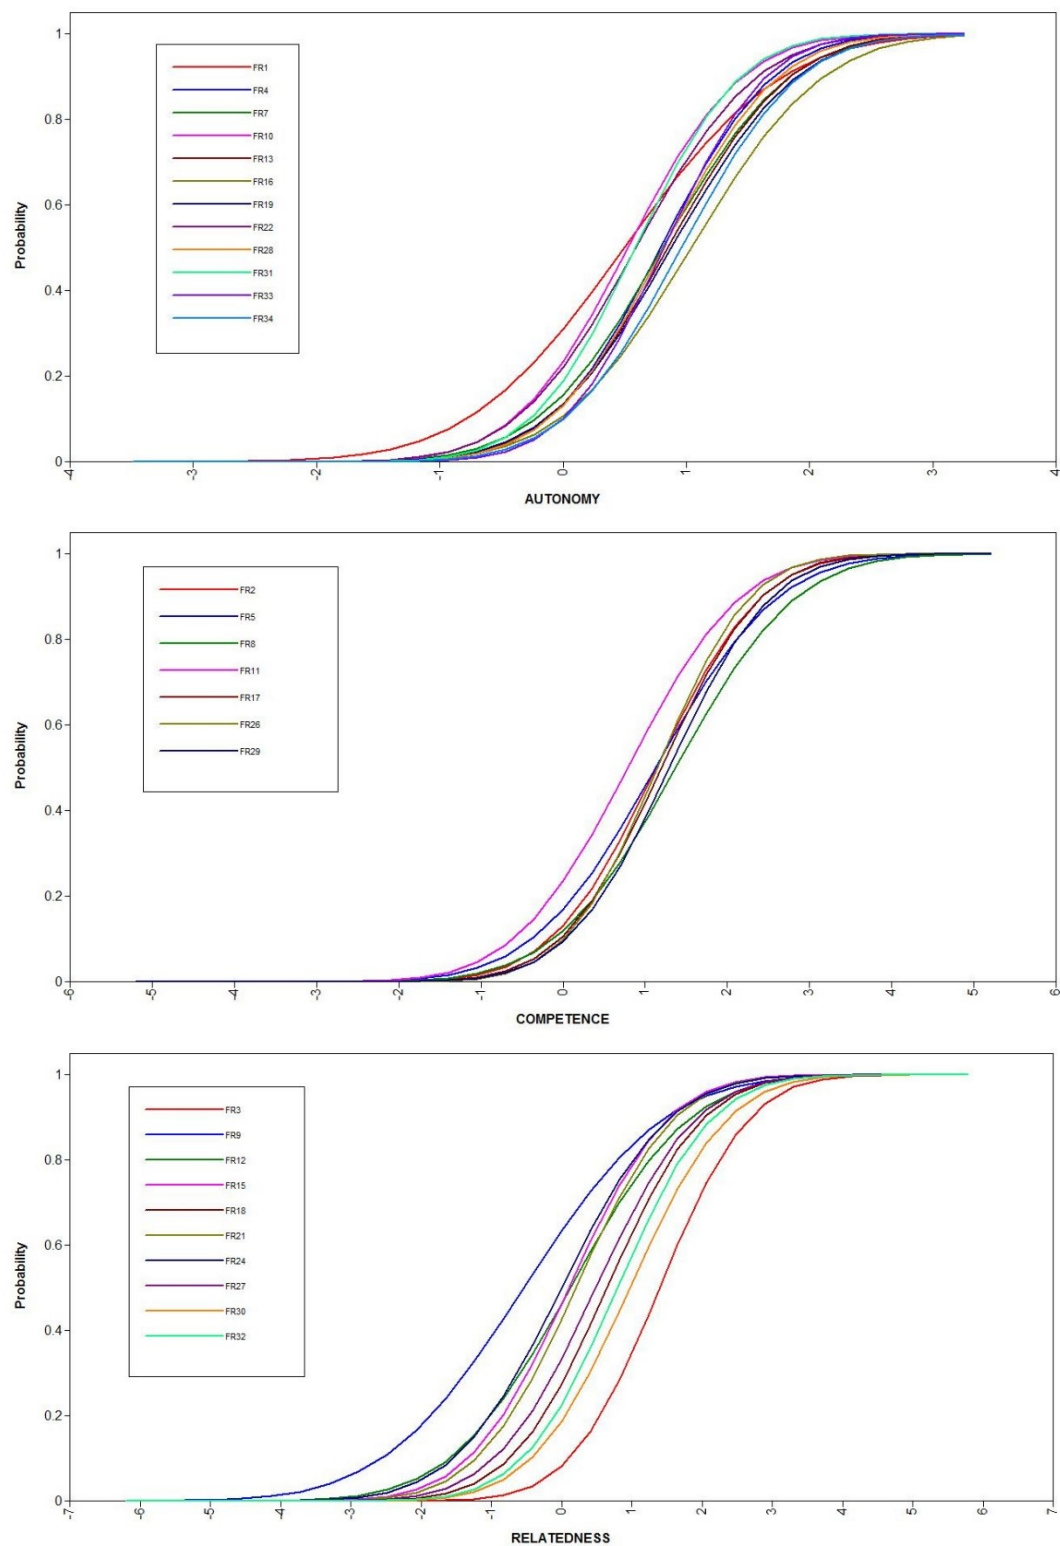 1
0.8
0.6
0.4
0.2
0
Probability
FR1
FR4
FR7
FR10
FR13
FR16
FR19
FR22
FR28
FR31
FR33
FR34
-4 -3 -2 -1 0 1 2 3 4
AUTONOMY
1
0.8
0.6
0.4
0.2
0
Probability
FR2
FR5
FR8
FR11
FR17
FR26
FR29
-6 -5 -4 -3 -2 -1 0 1 2 3 4 5 6
COMPETENCE
1
0.8
0.6
0.4
0.2
0
Probability
FR3
FR9
FR12
FR15
FR18
FR21
FR24
FR27
FR30
FR32
-7 -6 -5 -4 -3 -2 -1 0 1 2 3 4 5 6 7
RELATEDNESS